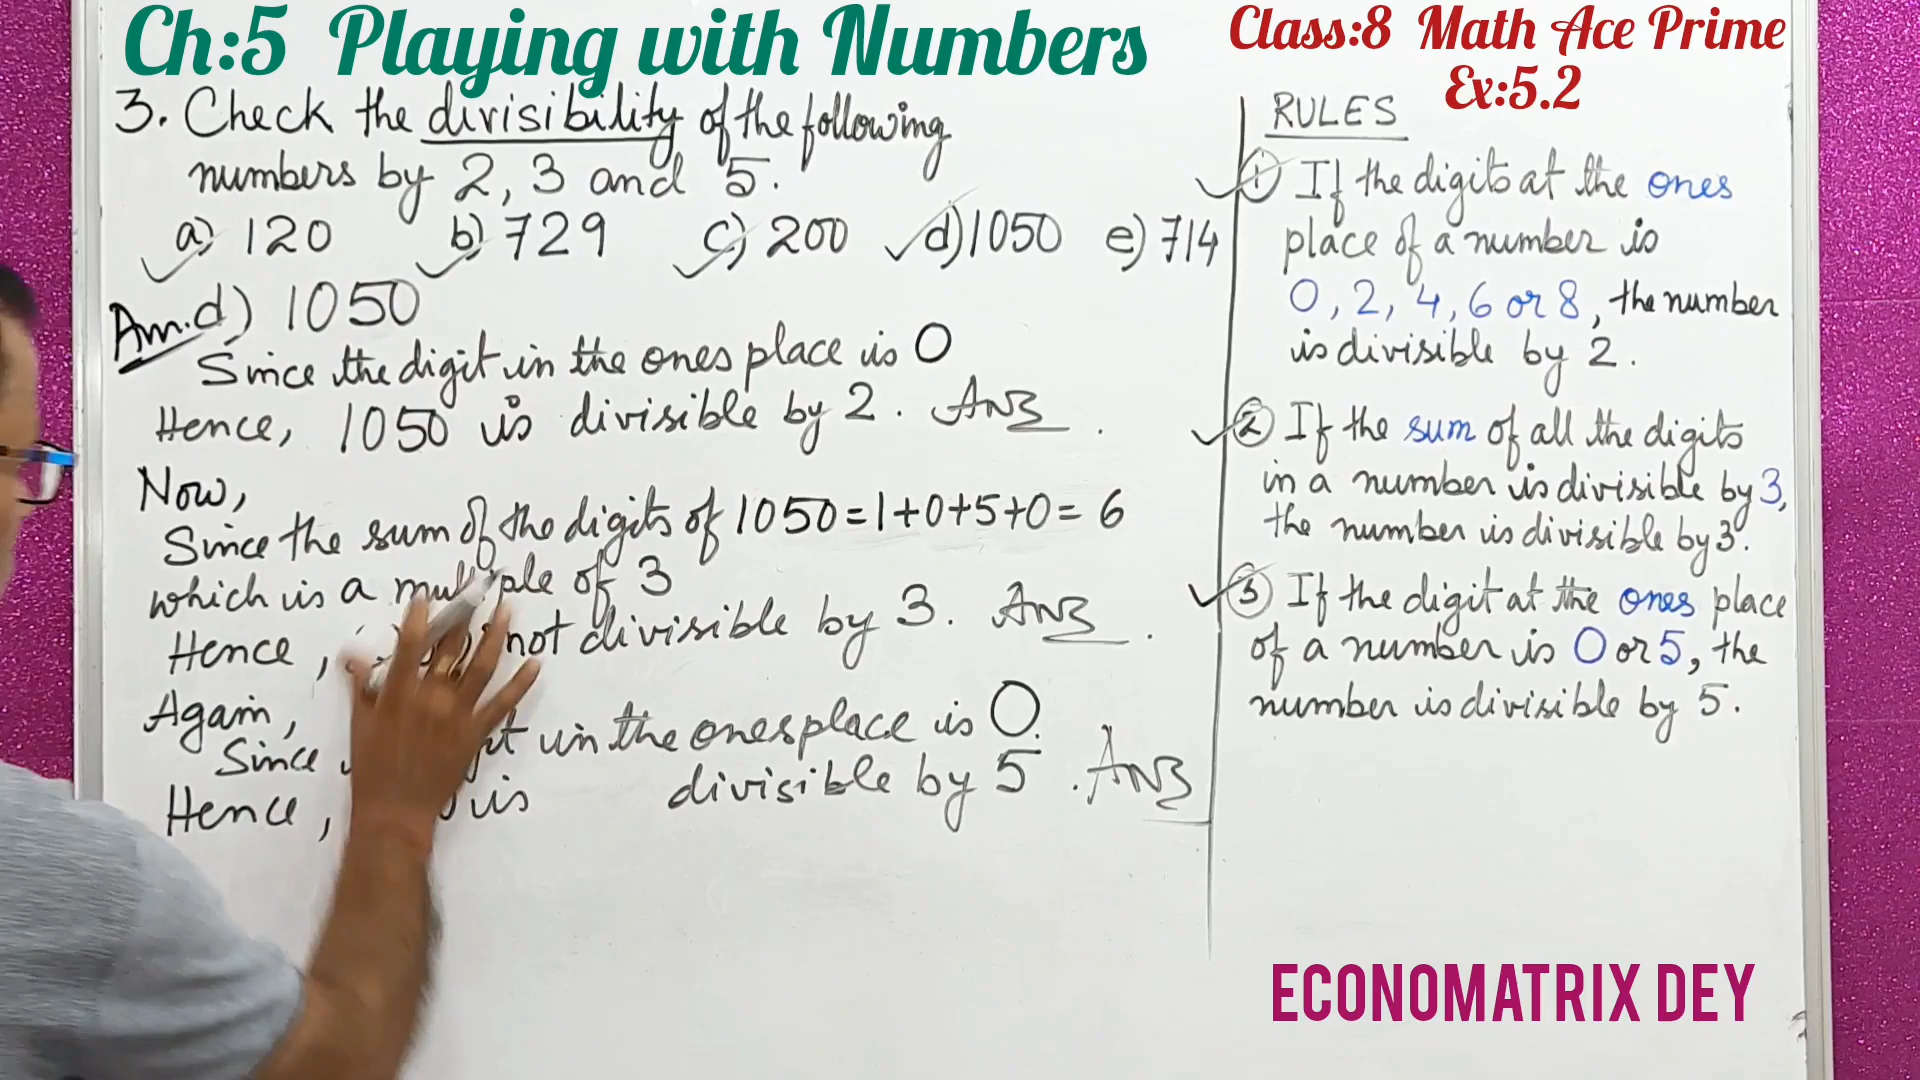 Ch:5 Playing with Numbers
Class:8 Math Ace Prime
Ex:5.2
3. Check the divisibility of the following
numbers by 2, 3 and 5.
a) 120 b) 729 c) 200 d) 1050 e) 714
Ans. d) 1050
Since the digit in the ones place is 0
Hence, 1050 is divisible by 2. Ans
Now,
Since the sum of the digits of 1050 = 1+0+5+0 = 6
which is a multiple of 3
Hence, not divisible by 3. Ans.
Again,
Since in the ones place is 0.
Hence, is divisible by 5. Ans
RULES
1 If the digits at the ones
place of a number is
0, 2, 4, 6 or 8, the number
is divisible by 2.
2 If the sum of all the digits
in a number is divisible by 3,
the number is divisible by 3.
3 If the digit at the ones place
of a number is 0 or 5, the
number is divisible by 5.
ECONOMATRIX DEY